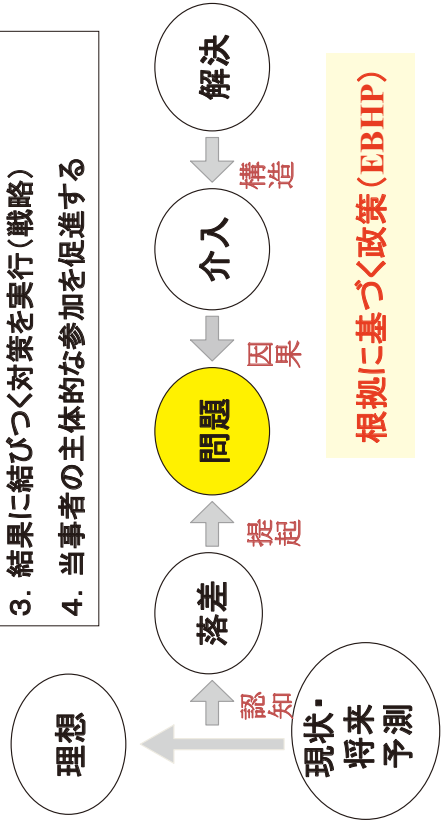 3. 結果に結びつく対策を実行(戦略)
4. 当事者の主体的な参加を促進する
理想
現状・
将来
予測
認知
落差
提起
問題
因果
介入
構造
解決
根拠に基づく政策(EBHP)